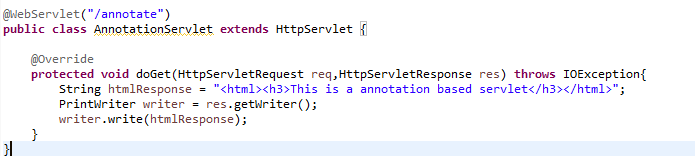 @WebServlet("/annotate")
public class AnnotationServlet extends HttpServlet {
@Override
protected void doGet(HttpServletRequest req,HttpServletResponse res) throws IOException{
String htmlResponse = "<html><h3>This is a annotation based servlet</h3></html>";
PrintWriter writer = res.getWriter();
writer.write(htmlResponse);
}
}